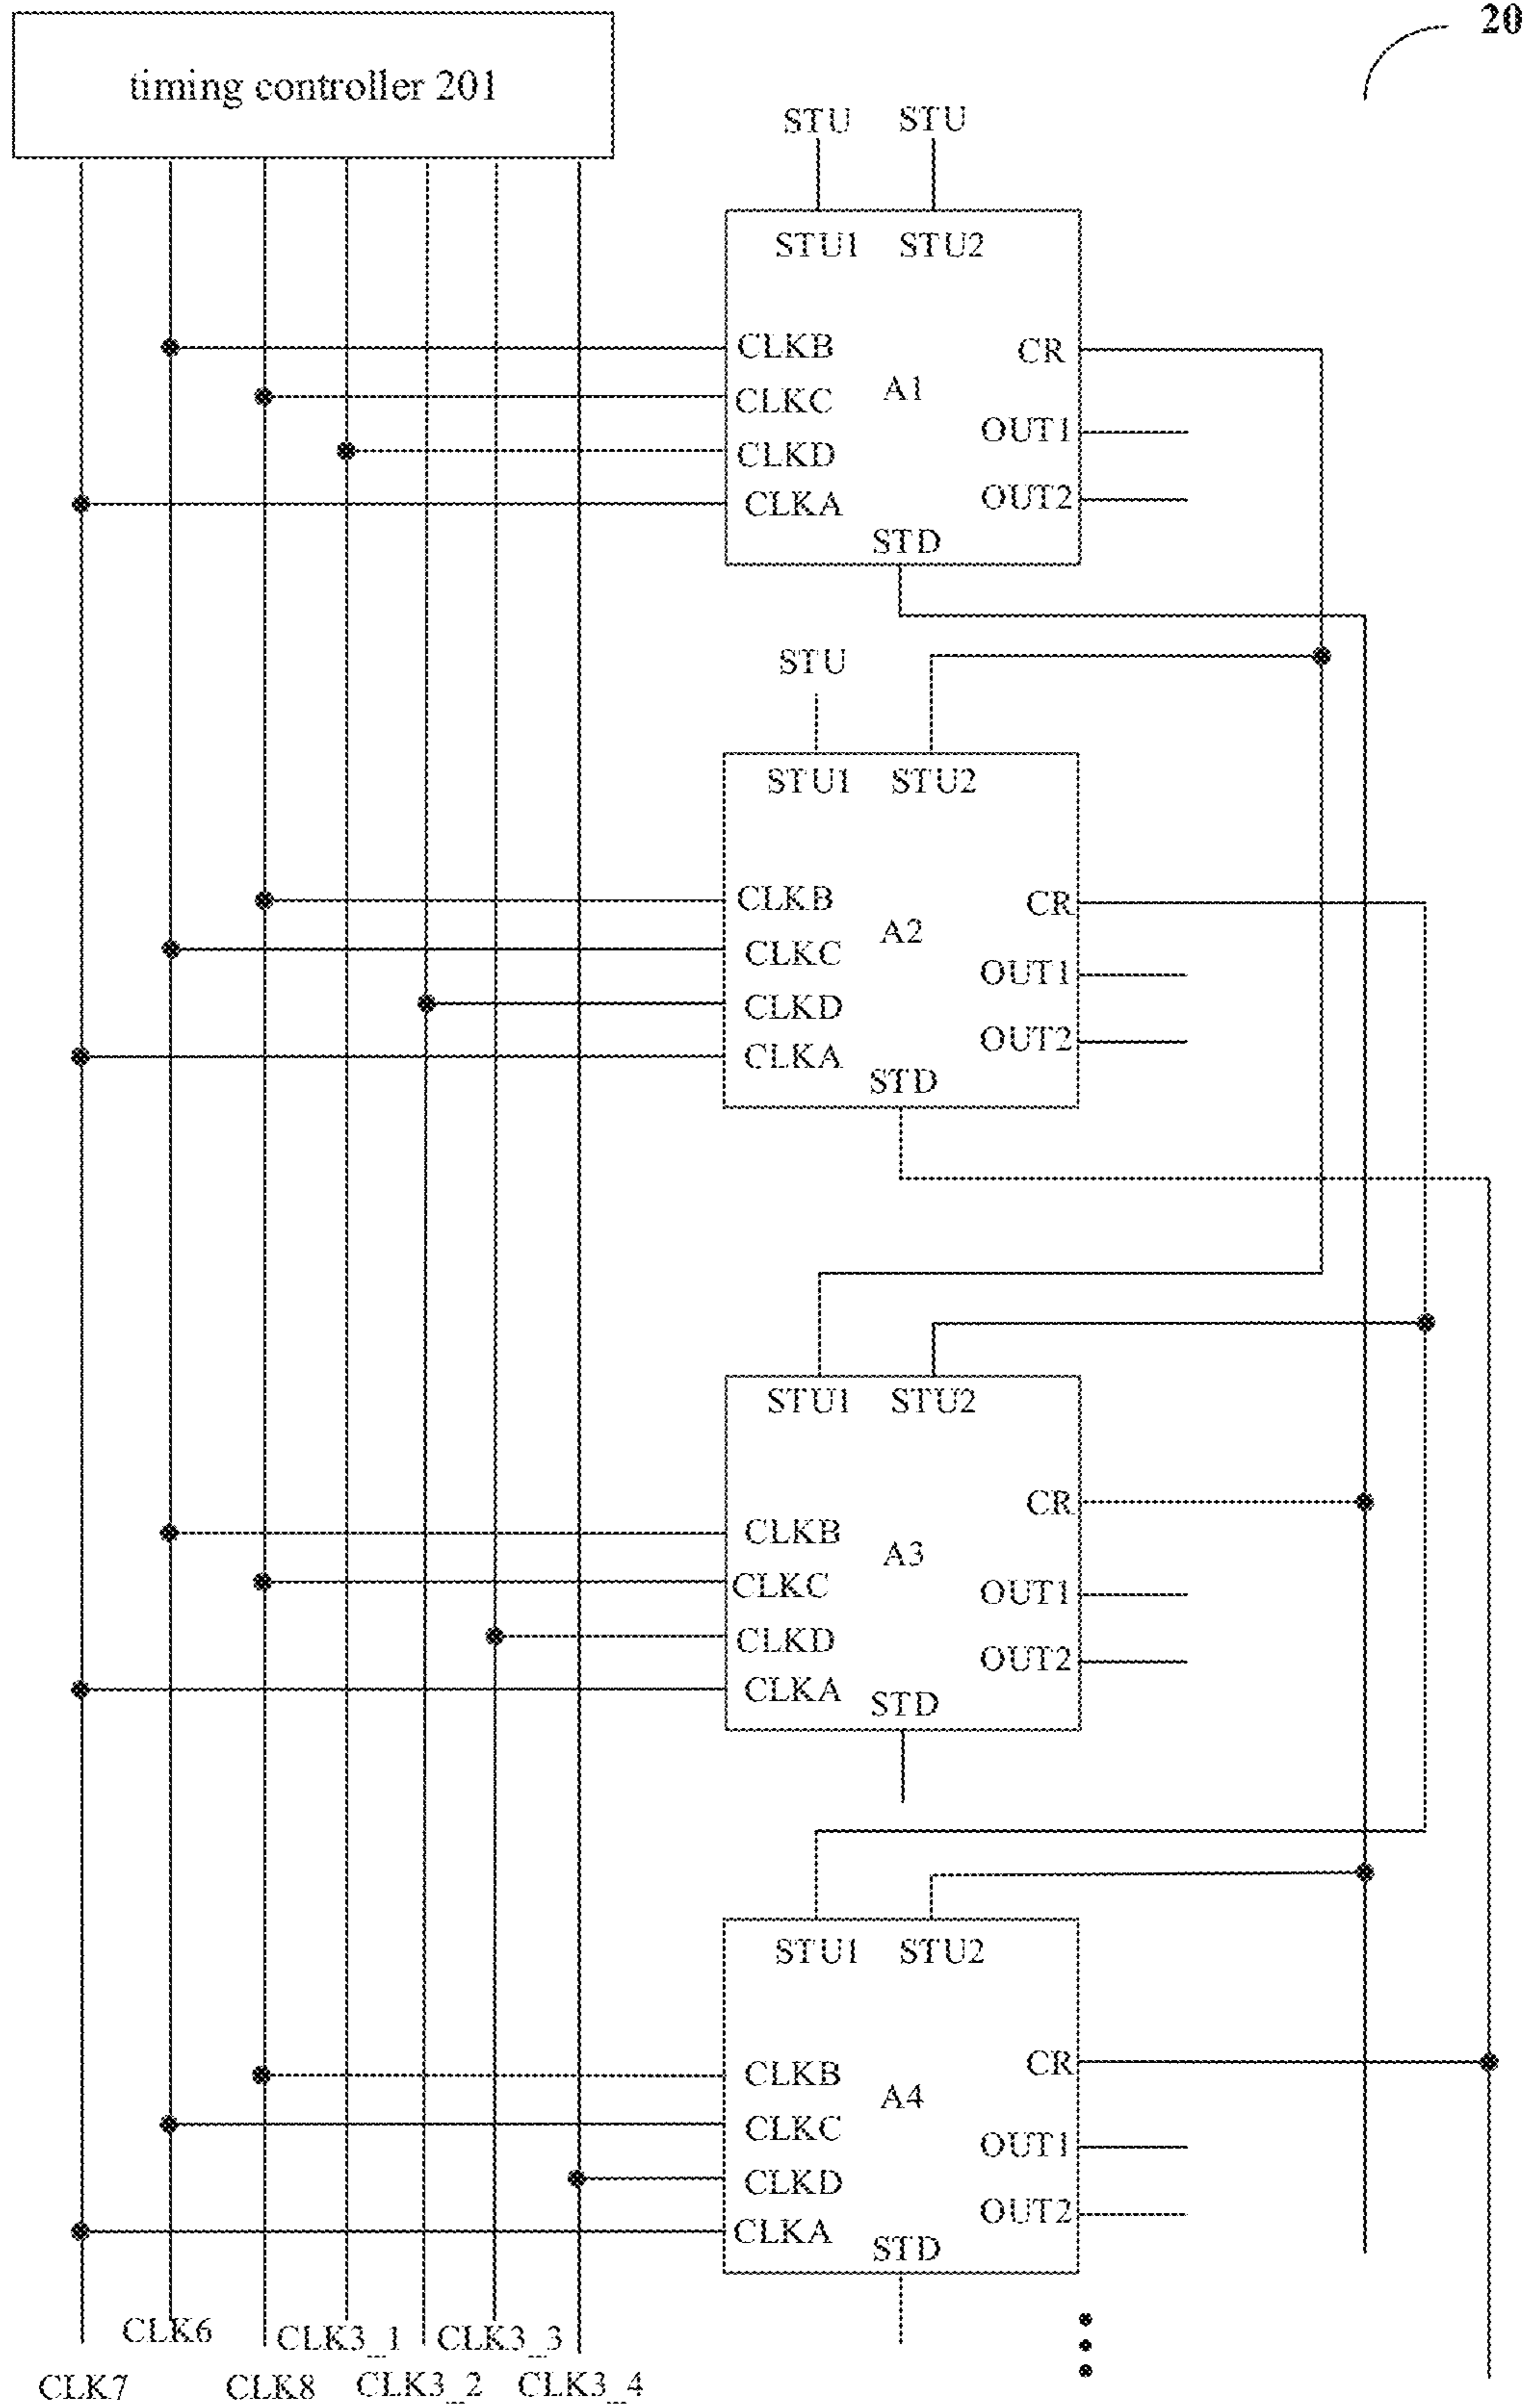 20
timing controller 201
STU STU
STU1 STU2
CLKB CR
CLKC A1
CLKD OUT1
CLKA OUT2
STD
STU
STU1 STU2
CLKB CR
A2
CLKC OUT1
CLKD OUT2
CLKA
STD
STU1 STU2
CR
CLKB A3
CLKC OUT1
CLKD OUT2
CLKA STD
STU1 STU2
CLKB CR
A4
CLKC OUT1
CLKD OUT2
CLKA STD
CLK6 CLK3_1 CLK3_3
CLK7 CLK8 CLK3_2 CLK3_4